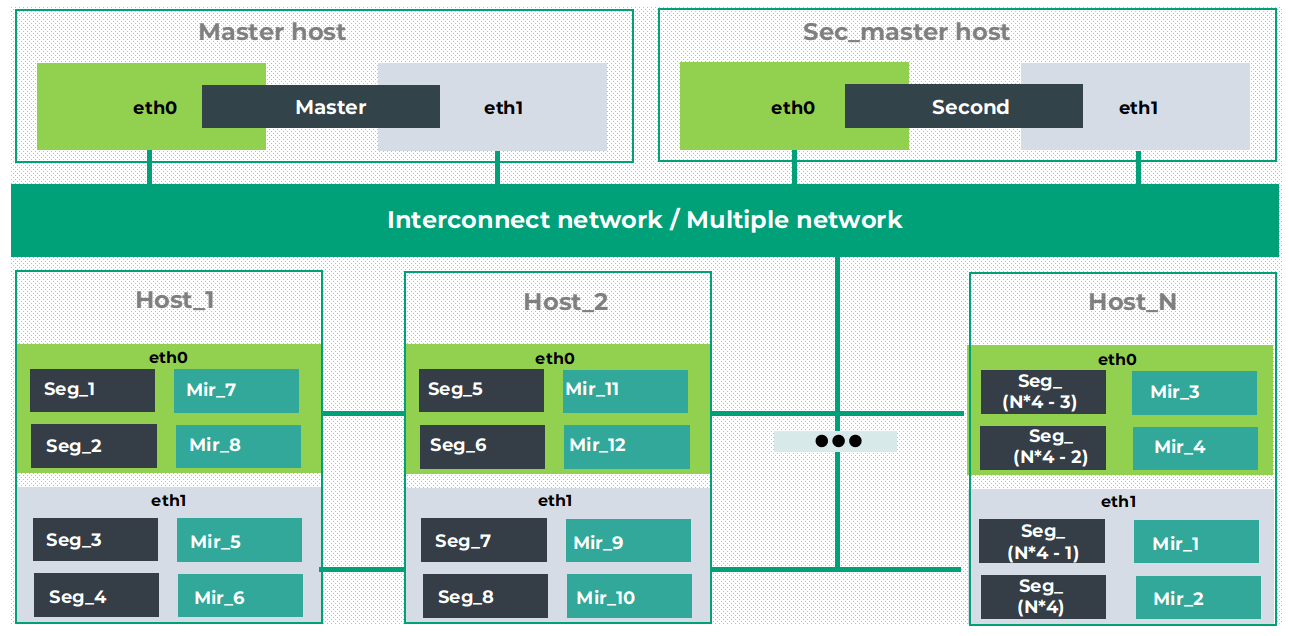 Master host
Sec_master host
eth0
Master
eth1
eth0
Second
eth1
Interconnect network / Multiple network
Host_1
eth0
Seg_1
Mir_7
Seg_2
Mir_8
eth1
Seg_3
Mir_5
Seg_4
Mir_6
Host_2
eth0
Seg_5
Mir_11
Seg_6
Mir_12
eth1
Seg_7
Mir_9
Seg_8
Mir_10
Host_N
eth0
Seg_
(N*4 - 3)
Mir_3
Seg_
(N*4 - 2)
Mir_4
eth1
Seg_
(N*4 - 1)
Mir_1
Seg_
(N*4)
Mir_2